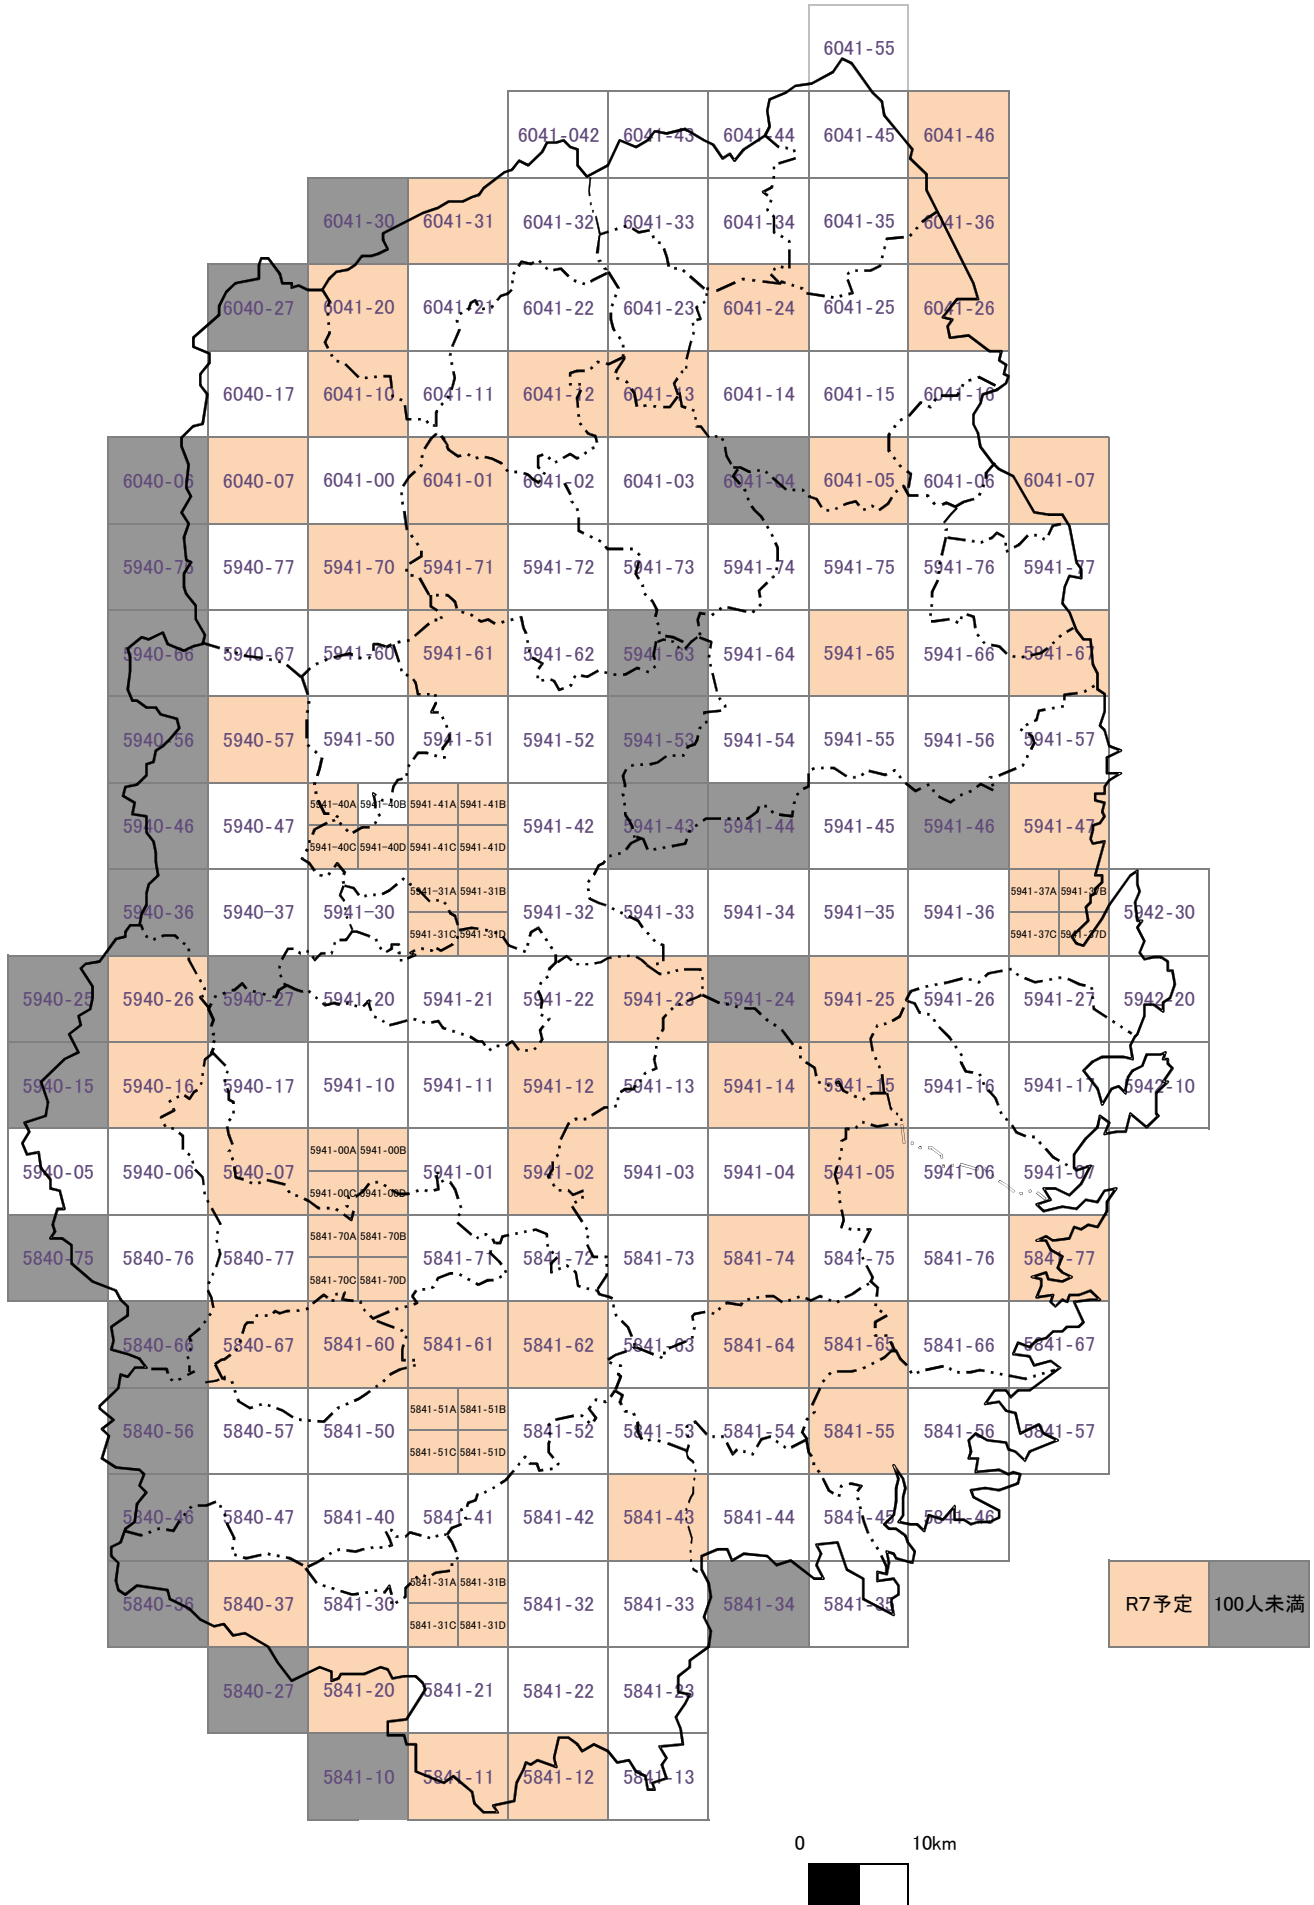 6041-55
6041-042 6041-43 6041-44 6041-45 6041-46
6041-30 6041-31 6041-32 6041-33 6041-34 6041-35 6041-36
6040-27 6041-20 6041-21 6041-22 6041-23 6041-24 6041-25 6041-26
6040-17 6041-10 6041-11 6041-12 6041-13 6041-14 6041-15 6041-16
6040-06 6040-07 6041-00 6041-01 6041-02 6041-03 6041-04 6041-05 6041-06 6041-07
5940-76 5940-77 5941-70 5941-71 5941-72 5941-73 5941-74 5941-75 5941-76 5941-77
5940-66 5940-67 5941-60 5941-61 5941-62 5941-63 5941-64 5941-65 5941-66 5941-67
5940-56 5940-57 5941-50 5941-51 5941-52 5941-53 5941-54 5941-55 5941-56 5941-57
5941-40A 5941-40B 5941-41A 5941-41B
5940-46 5940-47 5941-42 5941-43 5941-44 5941-45 5941-46 5941-47
5941-40C 5941-40D 5941-41C 5941-41D
5941-31A 5941-31B 5941-37A 5941-37B
5940-36 5940-37 5941-30 5941-32 5941-33 5941-34 5941-35 5941-36 5942-30
5941-31C 5941-31D 5941-37C 5941-37D
5940-25 5940-26 5940-27 5941-20 5941-21 5941-22 5941-23 5941-24 5941-25 5941-26 5941-27 5942-20
5940-15 5940-16 5940-17 5941-10 5941-11 5941-12 5941-13 5941-14 5941-15 5941-16 5941-17 5942-10
5941-00A 5941-00B
5940-05 5940-06 5940-07 5941-01 5941-02 5941-03 5941-04 5941-05 5941-06 5941-07
5941-00C 5941-00D
5841-70A 5841-70B
5840-75 5840-76 5840-77 5841-71 5841-72 5841-73 5841-74 5841-75 5841-76 5841-77
5841-70C 5841-70D
5840-66 5840-67 5841-60 5841-61 5841-62 5841-63 5841-64 5841-65 5841-66 5841-67
5841-51A 5841-51B
5840-56 5840-57 5841-50 5841-52 5841-53 5841-54 5841-55 5841-56 5841-57
5841-51C 5841-51D
5840-46 5840-47 5841-40 5841-41 5841-42 5841-43 5841-44 5841-45 5841-46
5841-31A 5841-31B
5840-36 5840-37 5841-30 5841-32 5841-33 5841-34 5841-35 R7予定 100人未満
5841-31C 5841-31D
5840-27 5841-20 5841-21 5841-22 5841-23
5841-10 5841-11 5841-12 5841-13
0 10km